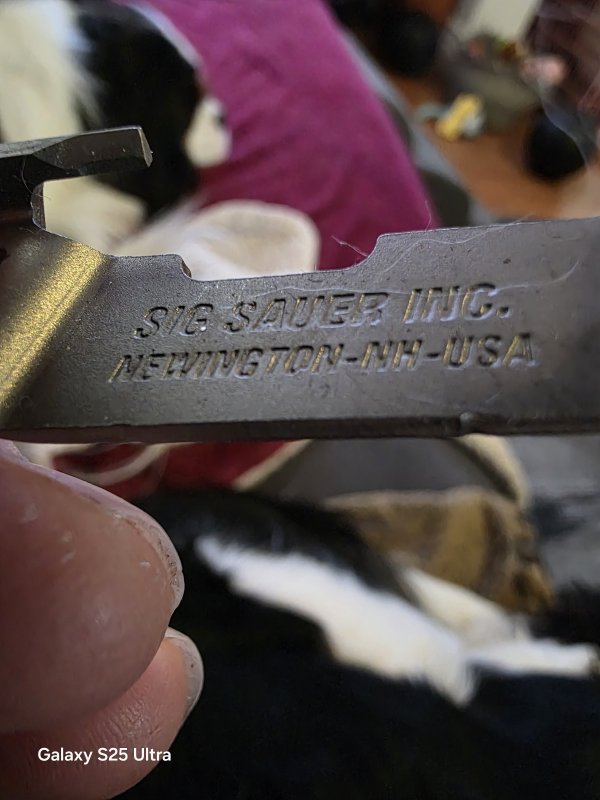 SIG SAUER INC.
NEWINGTON-NH-USA
Galaxy S25 Ultra